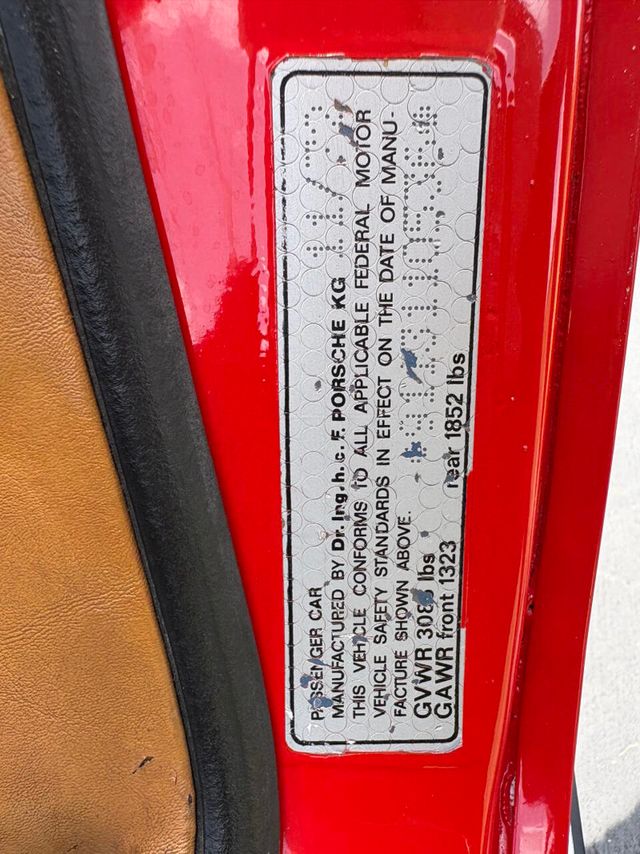 PASSENGER CAR
MANUFACTURED BY Dr. Ing. h. c. F. PORSCHE KG
THIS VEHICLE CONFORMS TO ALL APPLICABLE FEDERAL MOTOR
VEHICLE SAFETY STANDARDS IN EFFECT ON THE DATE OF MANU
FACTURE SHOWN ABOVE.
GVWR lbs
GAWR front 1323 rear 1852 lbs